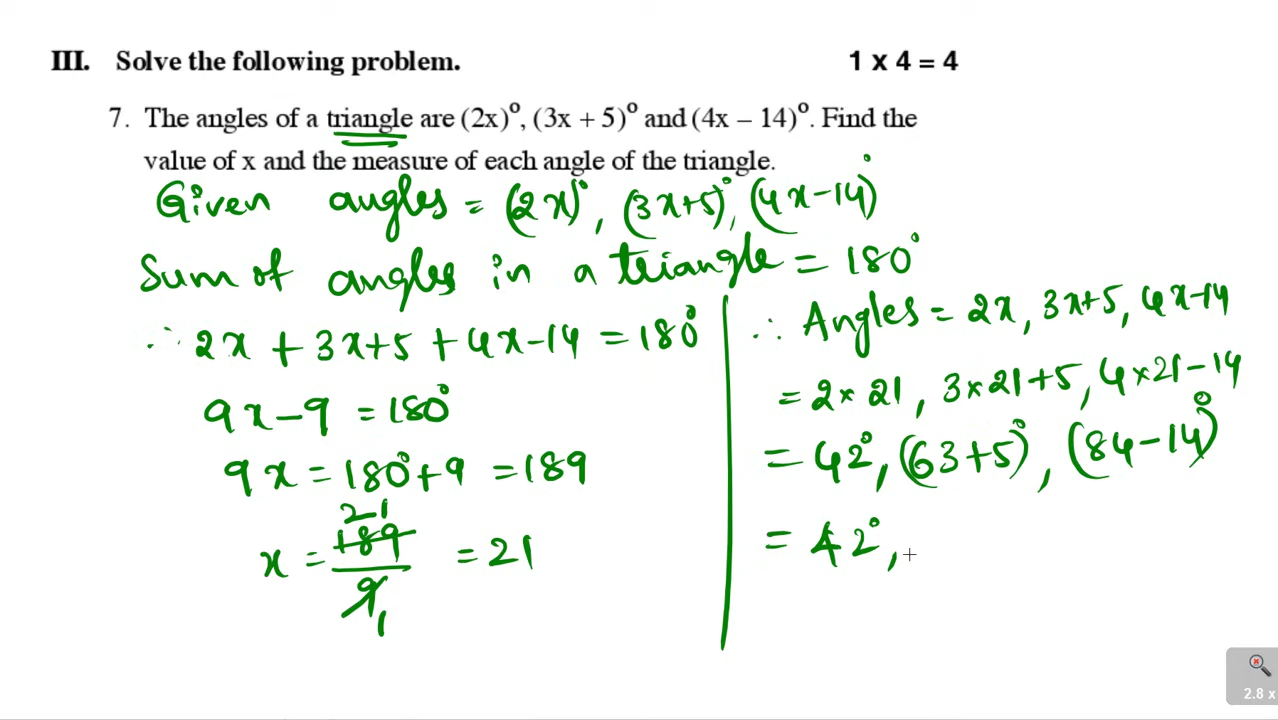 III. Solve the following problem. 1 x 4 = 4
7. The angles of a triangle are (2x)°, (3x + 5)° and (4x – 14)°. Find the
value of x and the measure of each angle of the triangle.
Given angles = (2x)°, (3x+5)°, (4x-14)°
Sum of angles in a triangle = 180°
∴ 2x + 3x+5 +4x-14 = 180°
9x-9 = 180°
9x = 180°+9 = 189
21
x = 189/9 = 21
1
∴ Angles = 2x, 3x+5, 4x-14
= 2×21, 3×21+5, 4×21-14
= 42°, (63+5)°, (84-14)°
= 42°,
2.8 x